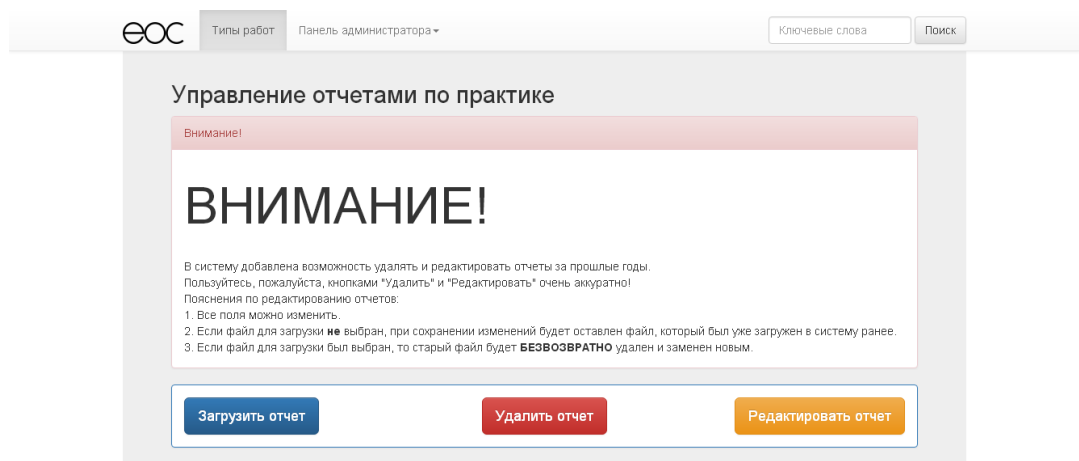 eoc Типы работ Панель администратора Ключевые слова Поиск
Управление отчетами по практике
Внимание!
ВНИМАНИЕ!
В систему добавлена возможность удалять и редактировать отчеты за прошлые годы.
Пользуйтесь, пожалуйста, кнопками "Удалить" и "Редактировать" очень аккуратно!
Пояснения по редактированию отчетов:
1. Все поля можно изменить.
2. Если файл для загрузки не выбран, при сохранении изменений будет оставлен файл, который был уже загружен в систему ранее.
3. Если файл для загрузки был выбран, то старый файл будет БЕЗВОЗВРАТНО удален и заменен новым.
Загрузить отчет Удалить отчет Редактировать отчет